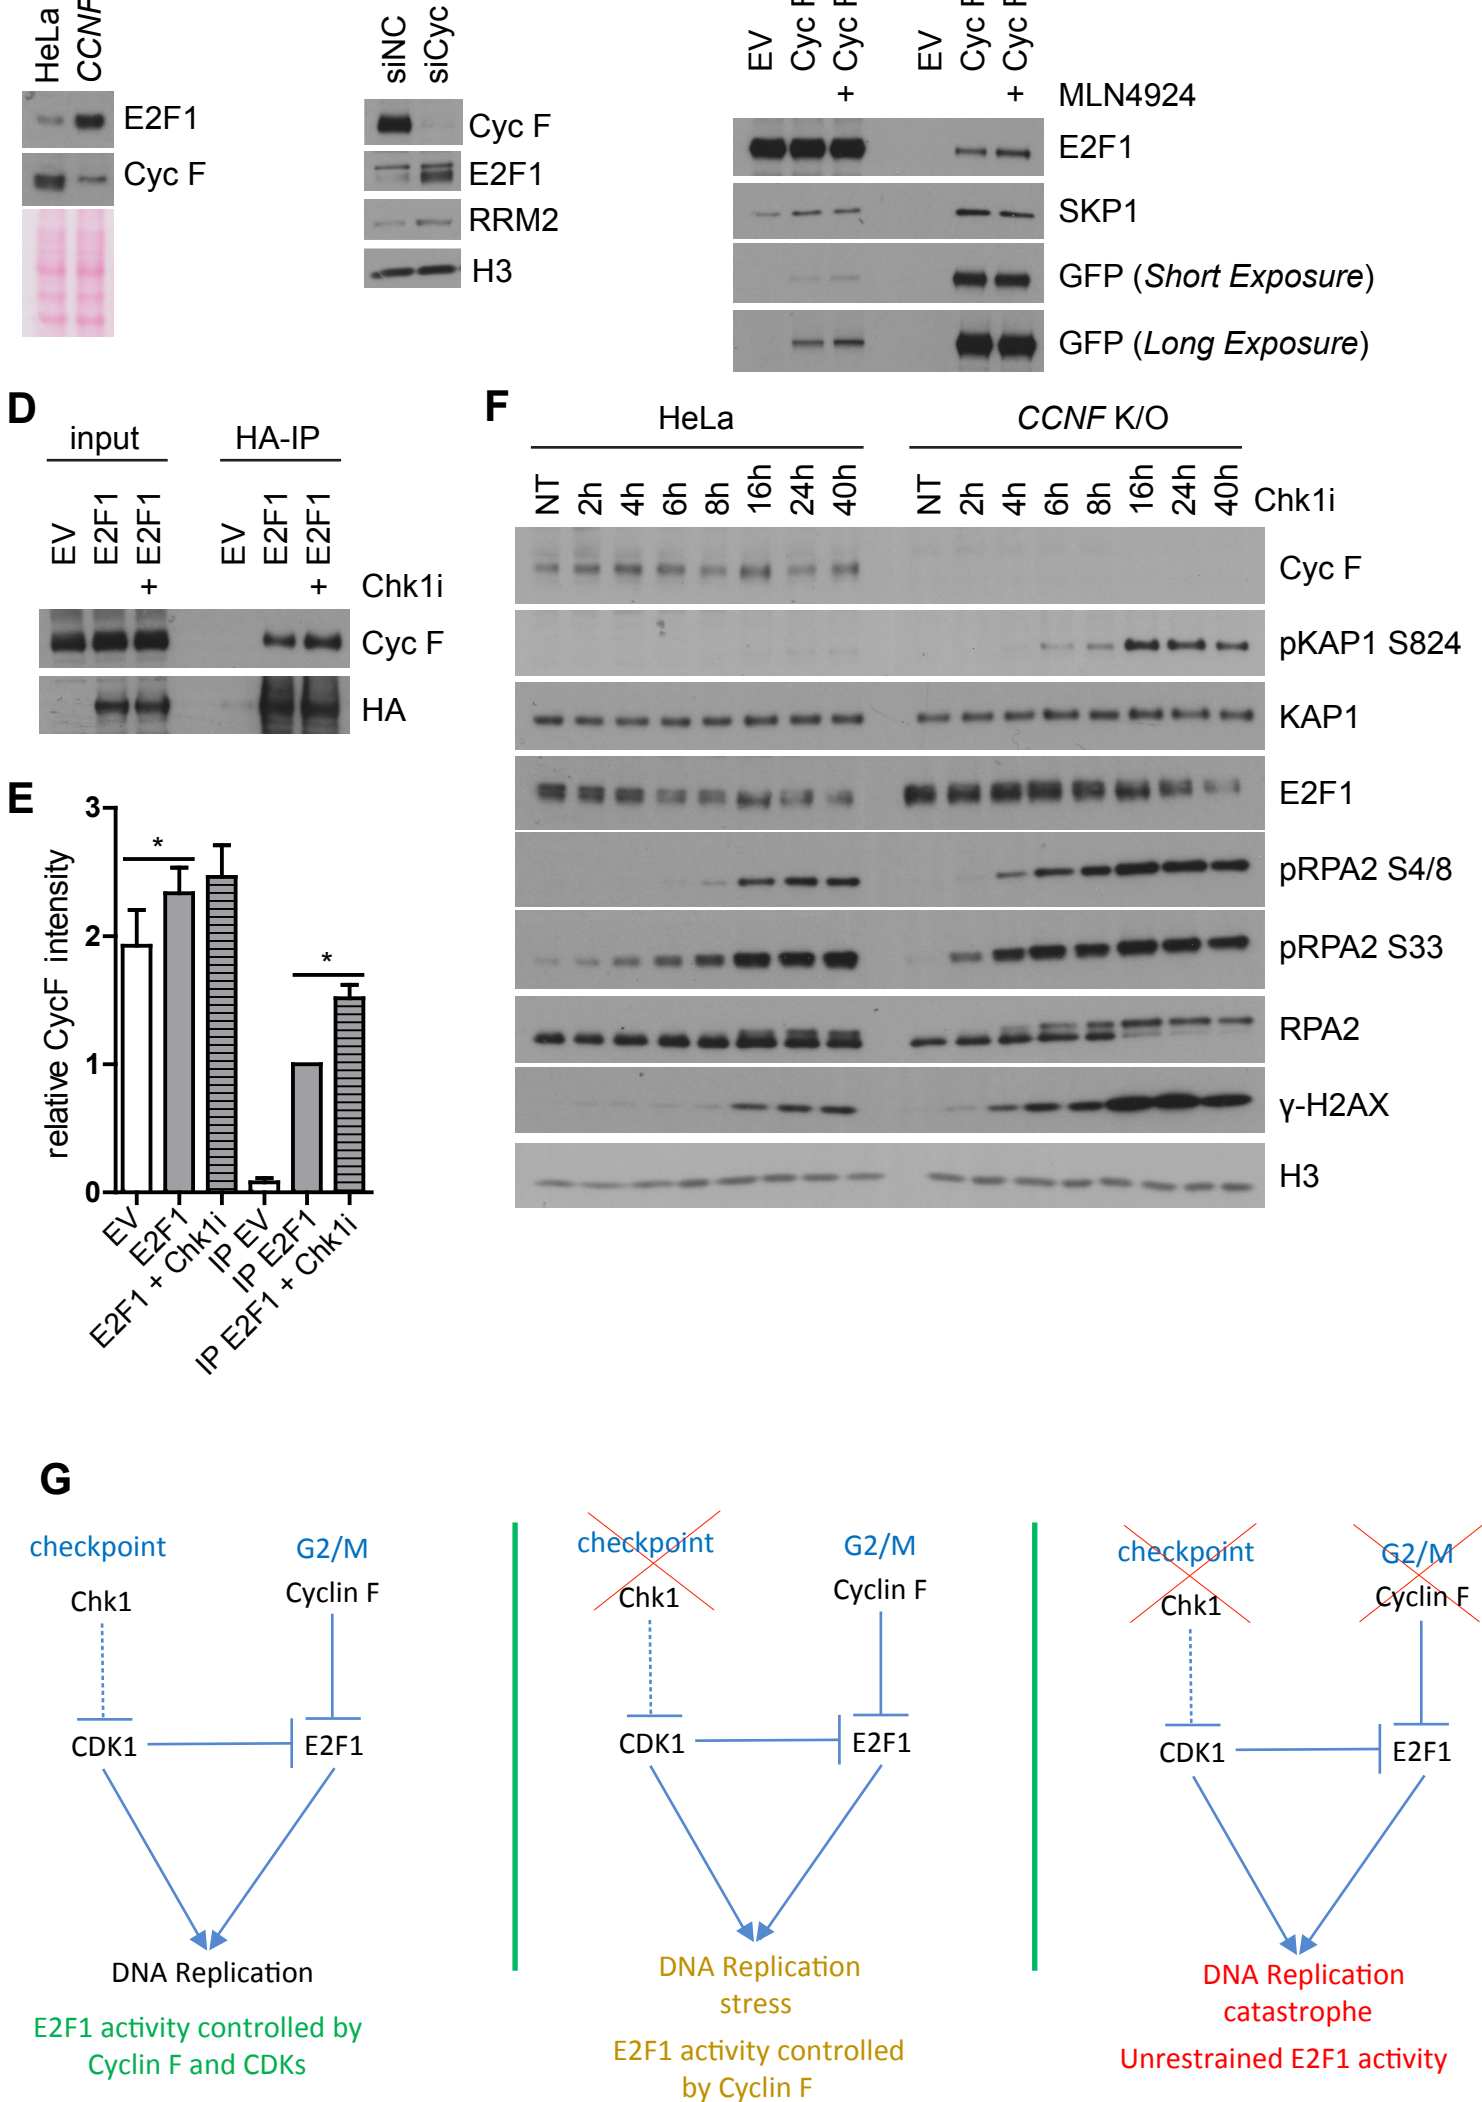 HeLa
CCNF
E2F1
Cyc F
siNC
siCyc
Cyc F
E2F1
RRM2
H3
EV
Cyc F
Cyc F
EV
Cyc F
Cyc F
+ + MLN4924
E2F1
SKP1
GFP (Short Exposure)
GFP (Long Exposure)
D
input HA-IP
EV
E2F1
E2F1
EV
E2F1
E2F1
+ + Chk1i
Cyc F
HA
E
relative CycF intensity
3
2
1
0
*
*
EV
E2F1
E2F1 + Chk1i
IP EV
IP E2F1
IP E2F1 + Chk1i
F
HeLa CCNF K/O
NT 2h 4h 6h 8h 16h 24h 40h NT 2h 4h 6h 8h 16h 24h 40h Chk1i
Cyc F
pKAP1 S824
KAP1
E2F1
pRPA2 S4/8
pRPA2 S33
RPA2
γ-H2AX
H3
G
checkpoint G2/M
Chk1 Cyclin F
CDK1 E2F1
DNA Replication
E2F1 activity controlled by
Cyclin F and CDKs
checkpoint G2/M
Chk1 Cyclin F
CDK1 E2F1
DNA Replication
stress
E2F1 activity controlled
by Cyclin F
checkpoint G2/M
Chk1 Cyclin F
CDK1 E2F1
DNA Replication
catastrophe
Unrestrained E2F1 activity